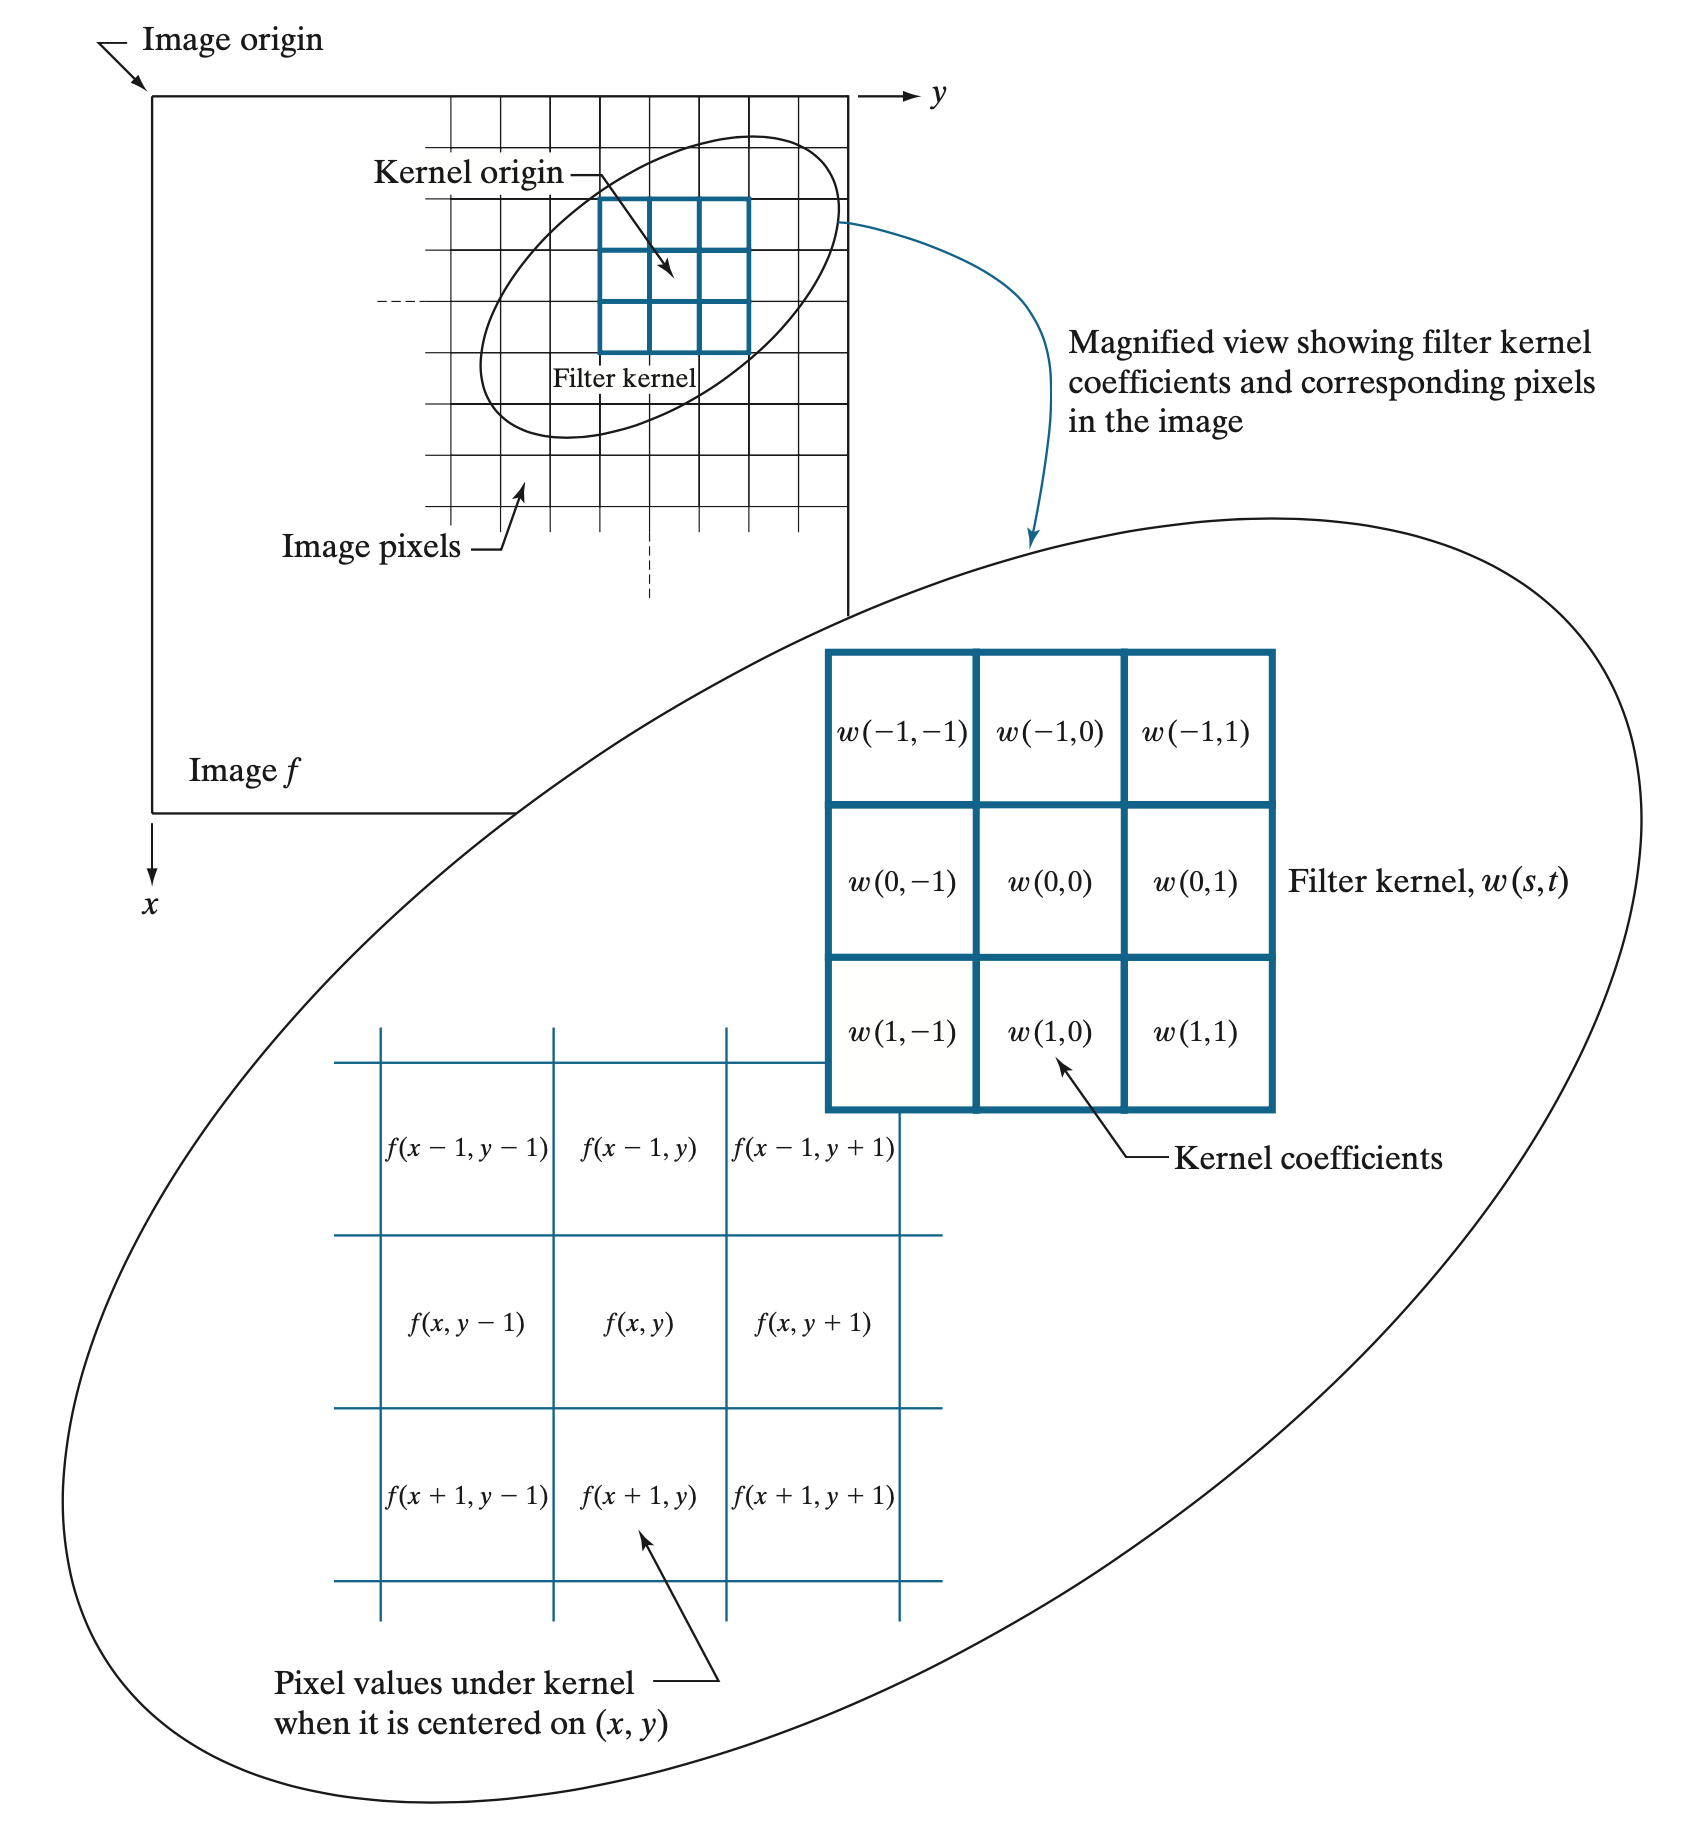 Image origin
y
Kernel origin
Filter kernel
Magnified view showing filter kernel
coefficients and corresponding pixels
in the image
Image pixels
Image f
x
w(−1,−1) w(−1,0) w(−1,1)
w(0,−1) w(0,0) w(0,1)
Filter kernel, w(s,t)
w(1,−1) w(1,0) w(1,1)
Kernel coefficients
f(x − 1, y − 1) f(x − 1, y) f(x − 1, y + 1)
f(x, y − 1) f(x, y) f(x, y + 1)
f(x + 1, y − 1) f(x + 1, y) f(x + 1, y + 1)
Pixel values under kernel
when it is centered on (x, y)